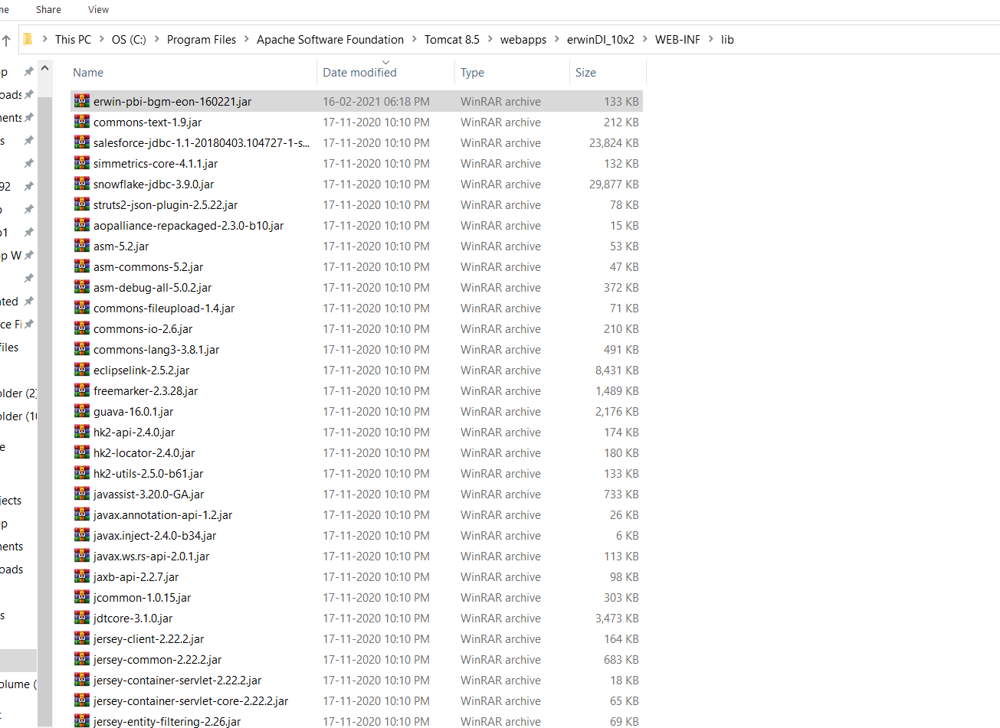 me Share View
This PC > OS (C:) > Program Files > Apache Software Foundation > Tomcat 8.5 > webapps > erwinDI_10x2 > WEB-INF > lib
Name Date modified Type Size
erwin-pbi-bgm-eon-160221.jar 16-02-2021 06:18 PM WinRAR archive 133 KB
commons-text-1.9.jar 17-11-2020 10:10 PM WinRAR archive 212 KB
salesforce-jdbc-1.1-20180403.104727-1-s... 17-11-2020 10:10 PM WinRAR archive 23,824 KB
simmetrics-core-4.1.1.jar 17-11-2020 10:10 PM WinRAR archive 132 KB
snowflake-jdbc-3.9.0.jar 17-11-2020 10:10 PM WinRAR archive 29,877 KB
struts2-json-plugin-2.5.22.jar 17-11-2020 10:10 PM WinRAR archive 78 KB
aopalliance-repackaged-2.3.0-b10.jar 17-11-2020 10:10 PM WinRAR archive 15 KB
asm-5.2.jar 17-11-2020 10:10 PM WinRAR archive 53 KB
asm-commons-5.2.jar 17-11-2020 10:10 PM WinRAR archive 47 KB
asm-debug-all-5.0.2.jar 17-11-2020 10:10 PM WinRAR archive 372 KB
commons-fileupload-1.4.jar 17-11-2020 10:10 PM WinRAR archive 71 KB
commons-io-2.6.jar 17-11-2020 10:10 PM WinRAR archive 210 KB
commons-lang3-3.8.1.jar 17-11-2020 10:10 PM WinRAR archive 491 KB
eclipselink-2.5.2.jar 17-11-2020 10:10 PM WinRAR archive 8,431 KB
freemarker-2.3.28.jar 17-11-2020 10:10 PM WinRAR archive 1,489 KB
guava-16.0.1.jar 17-11-2020 10:10 PM WinRAR archive 2,176 KB
hk2-api-2.4.0.jar 17-11-2020 10:10 PM WinRAR archive 174 KB
hk2-locator-2.4.0.jar 17-11-2020 10:10 PM WinRAR archive 180 KB
hk2-utils-2.5.0-b61.jar 17-11-2020 10:10 PM WinRAR archive 133 KB
javassist-3.20.0-GA.jar 17-11-2020 10:10 PM WinRAR archive 733 KB
javax.annotation-api-1.2.jar 17-11-2020 10:10 PM WinRAR archive 26 KB
javax.inject-2.4.0-b34.jar 17-11-2020 10:10 PM WinRAR archive 6 KB
javax.ws.rs-api-2.0.1.jar 17-11-2020 10:10 PM WinRAR archive 113 KB
jaxb-api-2.2.7.jar 17-11-2020 10:10 PM WinRAR archive 98 KB
jcommon-1.0.15.jar 17-11-2020 10:10 PM WinRAR archive 303 KB
jdtcore-3.1.0.jar 17-11-2020 10:10 PM WinRAR archive 3,473 KB
jersey-client-2.22.2.jar 17-11-2020 10:10 PM WinRAR archive 164 KB
jersey-common-2.22.2.jar 17-11-2020 10:10 PM WinRAR archive 683 KB
jersey-container-servlet-2.22.2.jar 17-11-2020 10:10 PM WinRAR archive 18 KB
jersey-container-servlet-core-2.22.2.jar 17-11-2020 10:10 PM WinRAR archive 65 KB
jersey-entity-filtering-2.26.jar 17-11-2020 10:10 PM WinRAR archive 69 KB